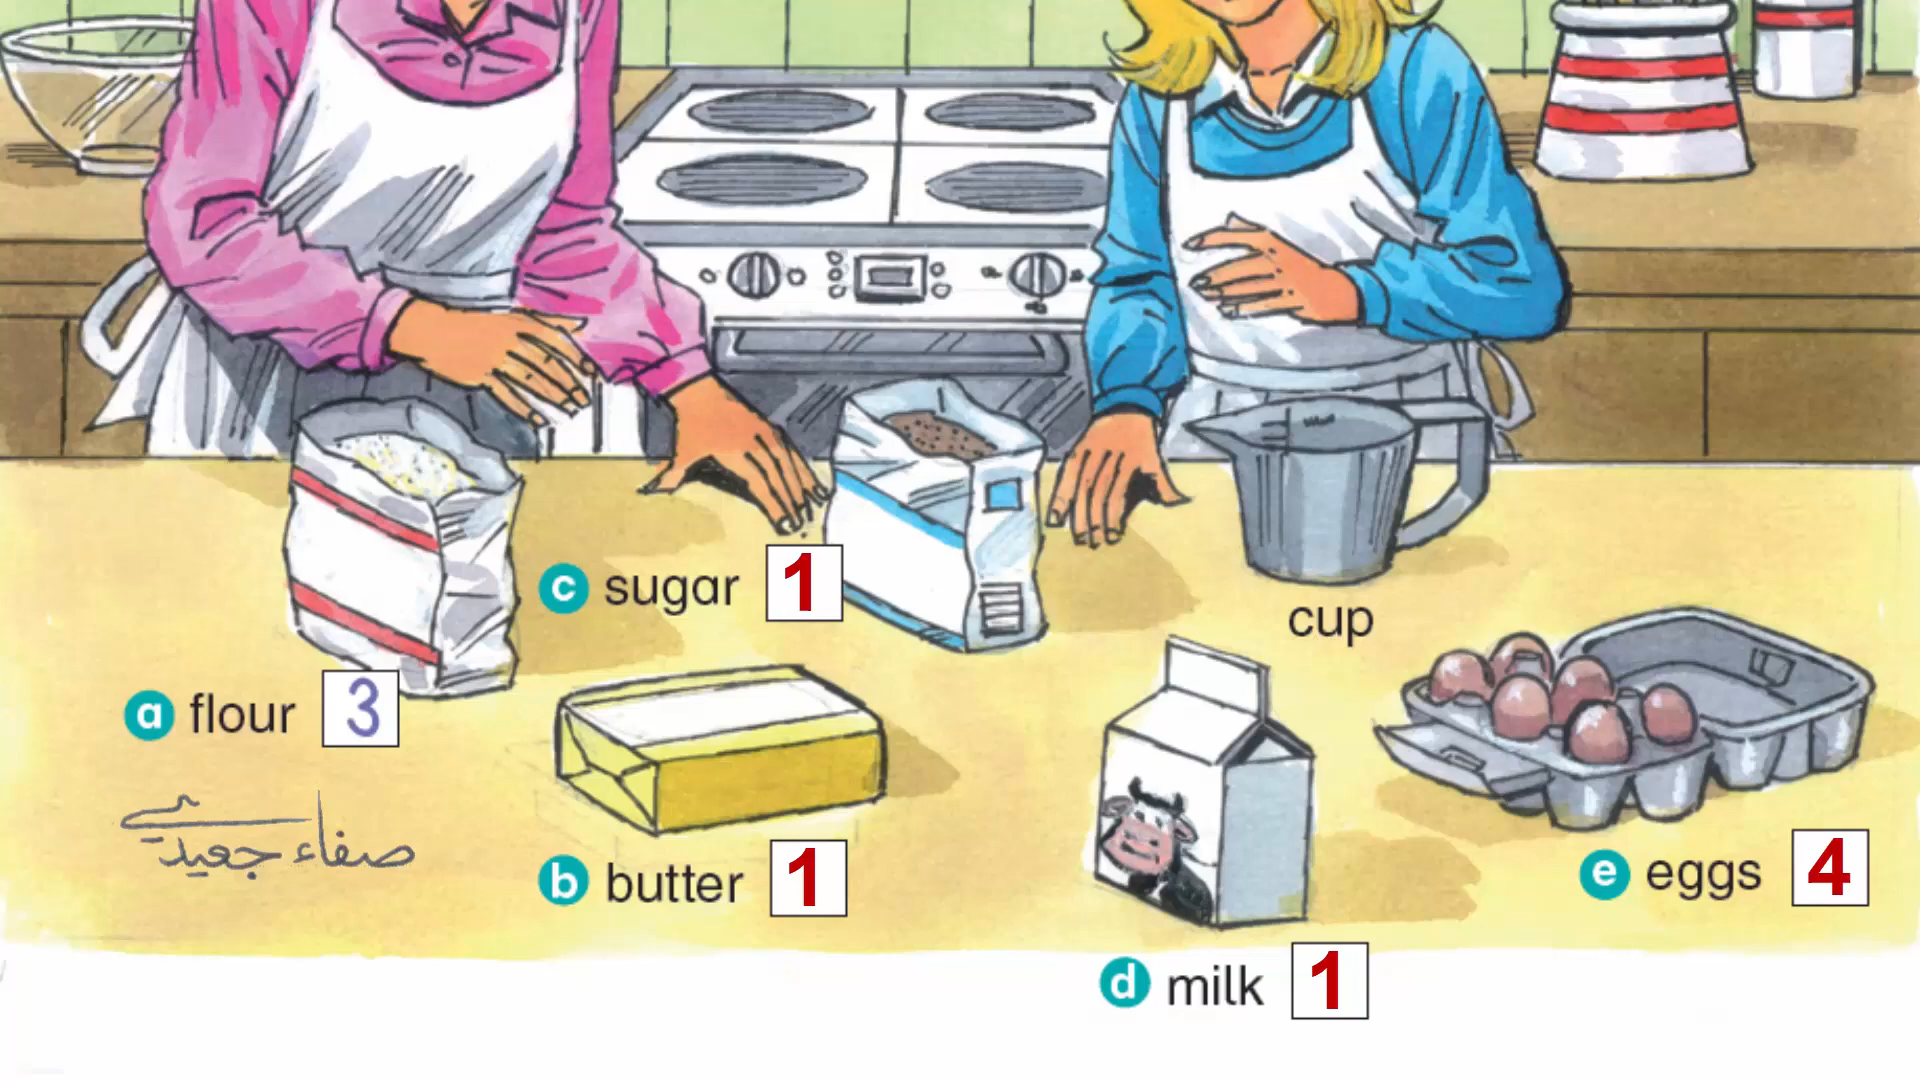 c sugar 1
cup
a flour 3
صفاء جعيدي
b butter 1
e eggs 4
d milk 1